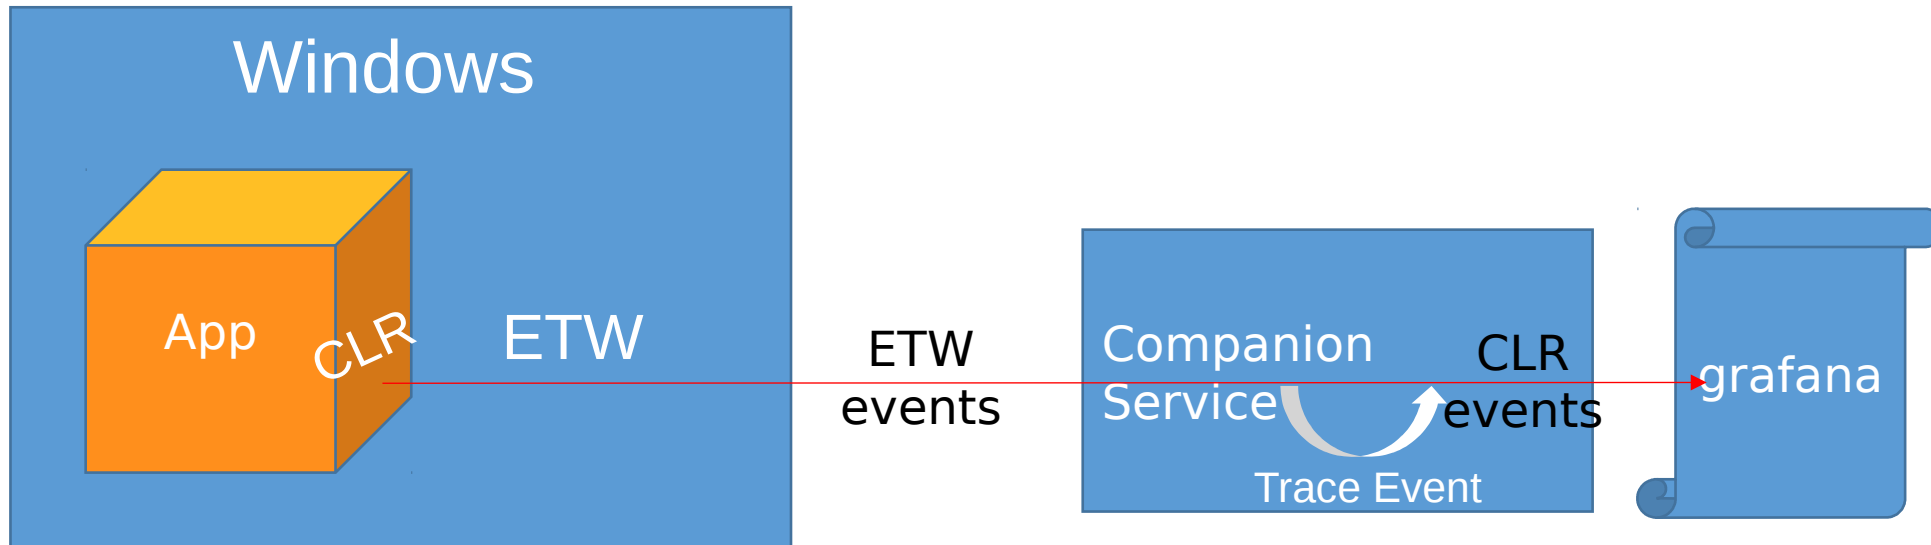 Windows
App
CLR
ETW
ETW
events
Companion
Service
Trace Event
CLR
events
grafana